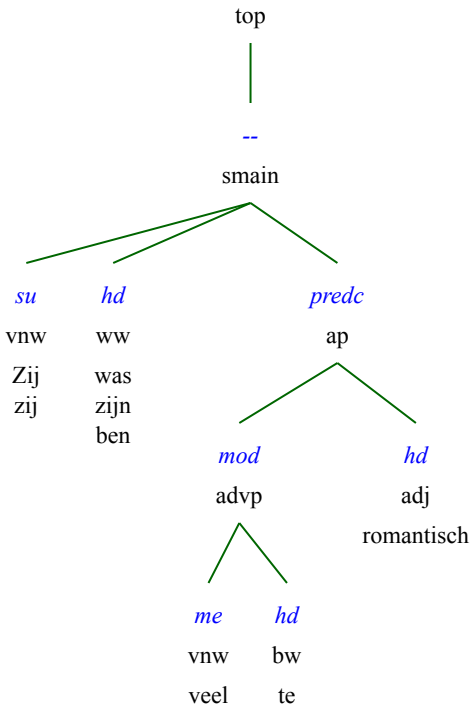 top
--
smain
su hd predc
vnw ww ap
Zij was
zij zijn
ben
mod hd
advp adj
romantisch
me hd
vnw bw
veel te